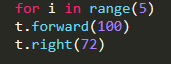 for i in range(5)
t.forward(100)
t.right(72)